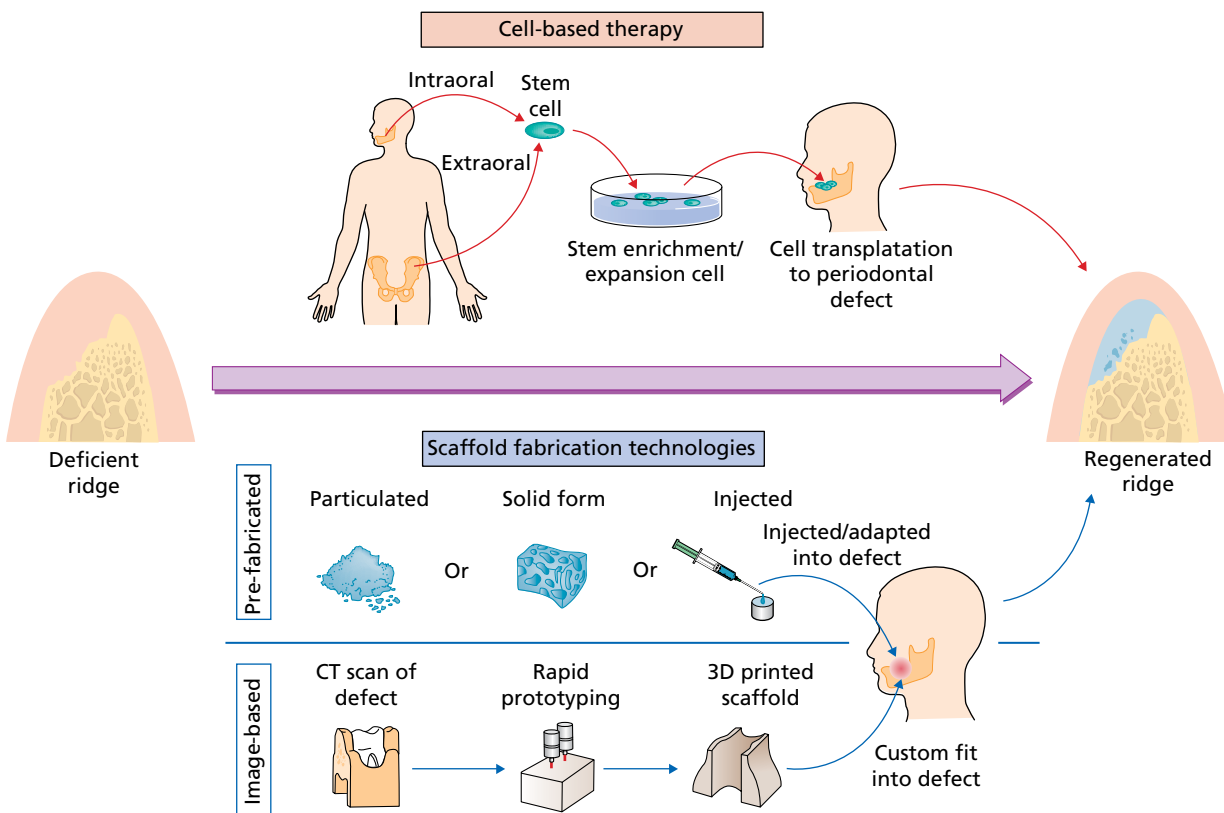 Cell-based therapy
Intraoral
Stem
cell
Extraoral
Stem enrichment/
expansion cell
Cell transplatation
to periodontal
defect
Deficient
ridge
Regenerated
ridge
Scaffold fabrication technologies
Pre-fabricated
Particulated
Or
Solid form
Or
Injected
Injected/adapted
into defect
Image-based
CT scan of
defect
Rapid
prototyping
3D printed
scaffold
Custom fit
into defect